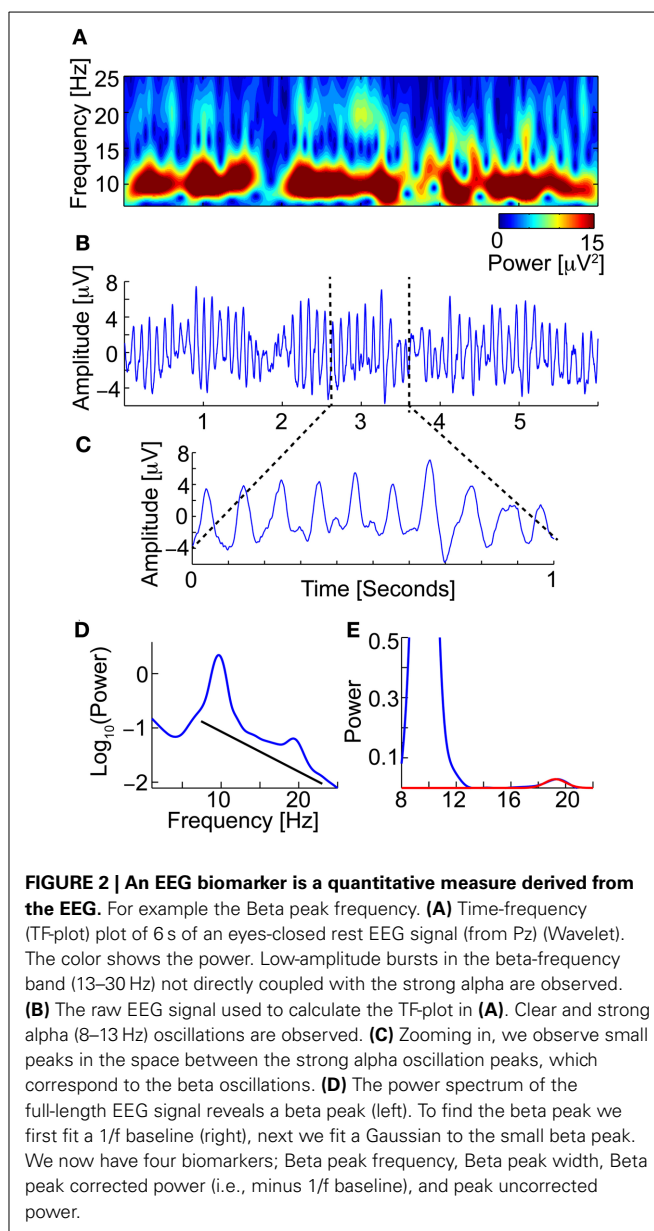 A
Frequency [Hz]
25
20
15
10
0
15
Power [µV²]
B
Amplitude [µV]
8
4
0
−4
1
2
3
4
5
C
Amplitude [µV]
8
4
0
−4
0
1
Time [Seconds]
D
Log₁₀(Power)
0
−1
−2
10
20
Frequency [Hz]
E
Power
0.5
0.3
0.1
8
12
16
20
FIGURE 2 | An EEG biomarker is a quantitative measure derived from
the EEG. For example the Beta peak frequency. (A) Time-frequency
(TF-plot) plot of 6 s of an eyes-closed rest EEG signal (from Pz) (Wavelet).
The color shows the power. Low-amplitude bursts in the beta-frequency
band (13–30 Hz) not directly coupled with the strong alpha are observed.
(B) The raw EEG signal used to calculate the TF-plot in (A). Clear and strong
alpha (8–13 Hz) oscillations are observed. (C) Zooming in, we observe small
peaks in the space between the strong alpha oscillation peaks, which
correspond to the beta oscillations. (D) The power spectrum of the
full-length EEG signal reveals a beta peak (left). To find the beta peak we
first fit a 1/f baseline (right), next we fit a Gaussian to the small beta peak.
We now have four biomarkers; Beta peak frequency, Beta peak width, Beta
peak corrected power (i.e., minus 1/f baseline), and peak uncorrected
power.